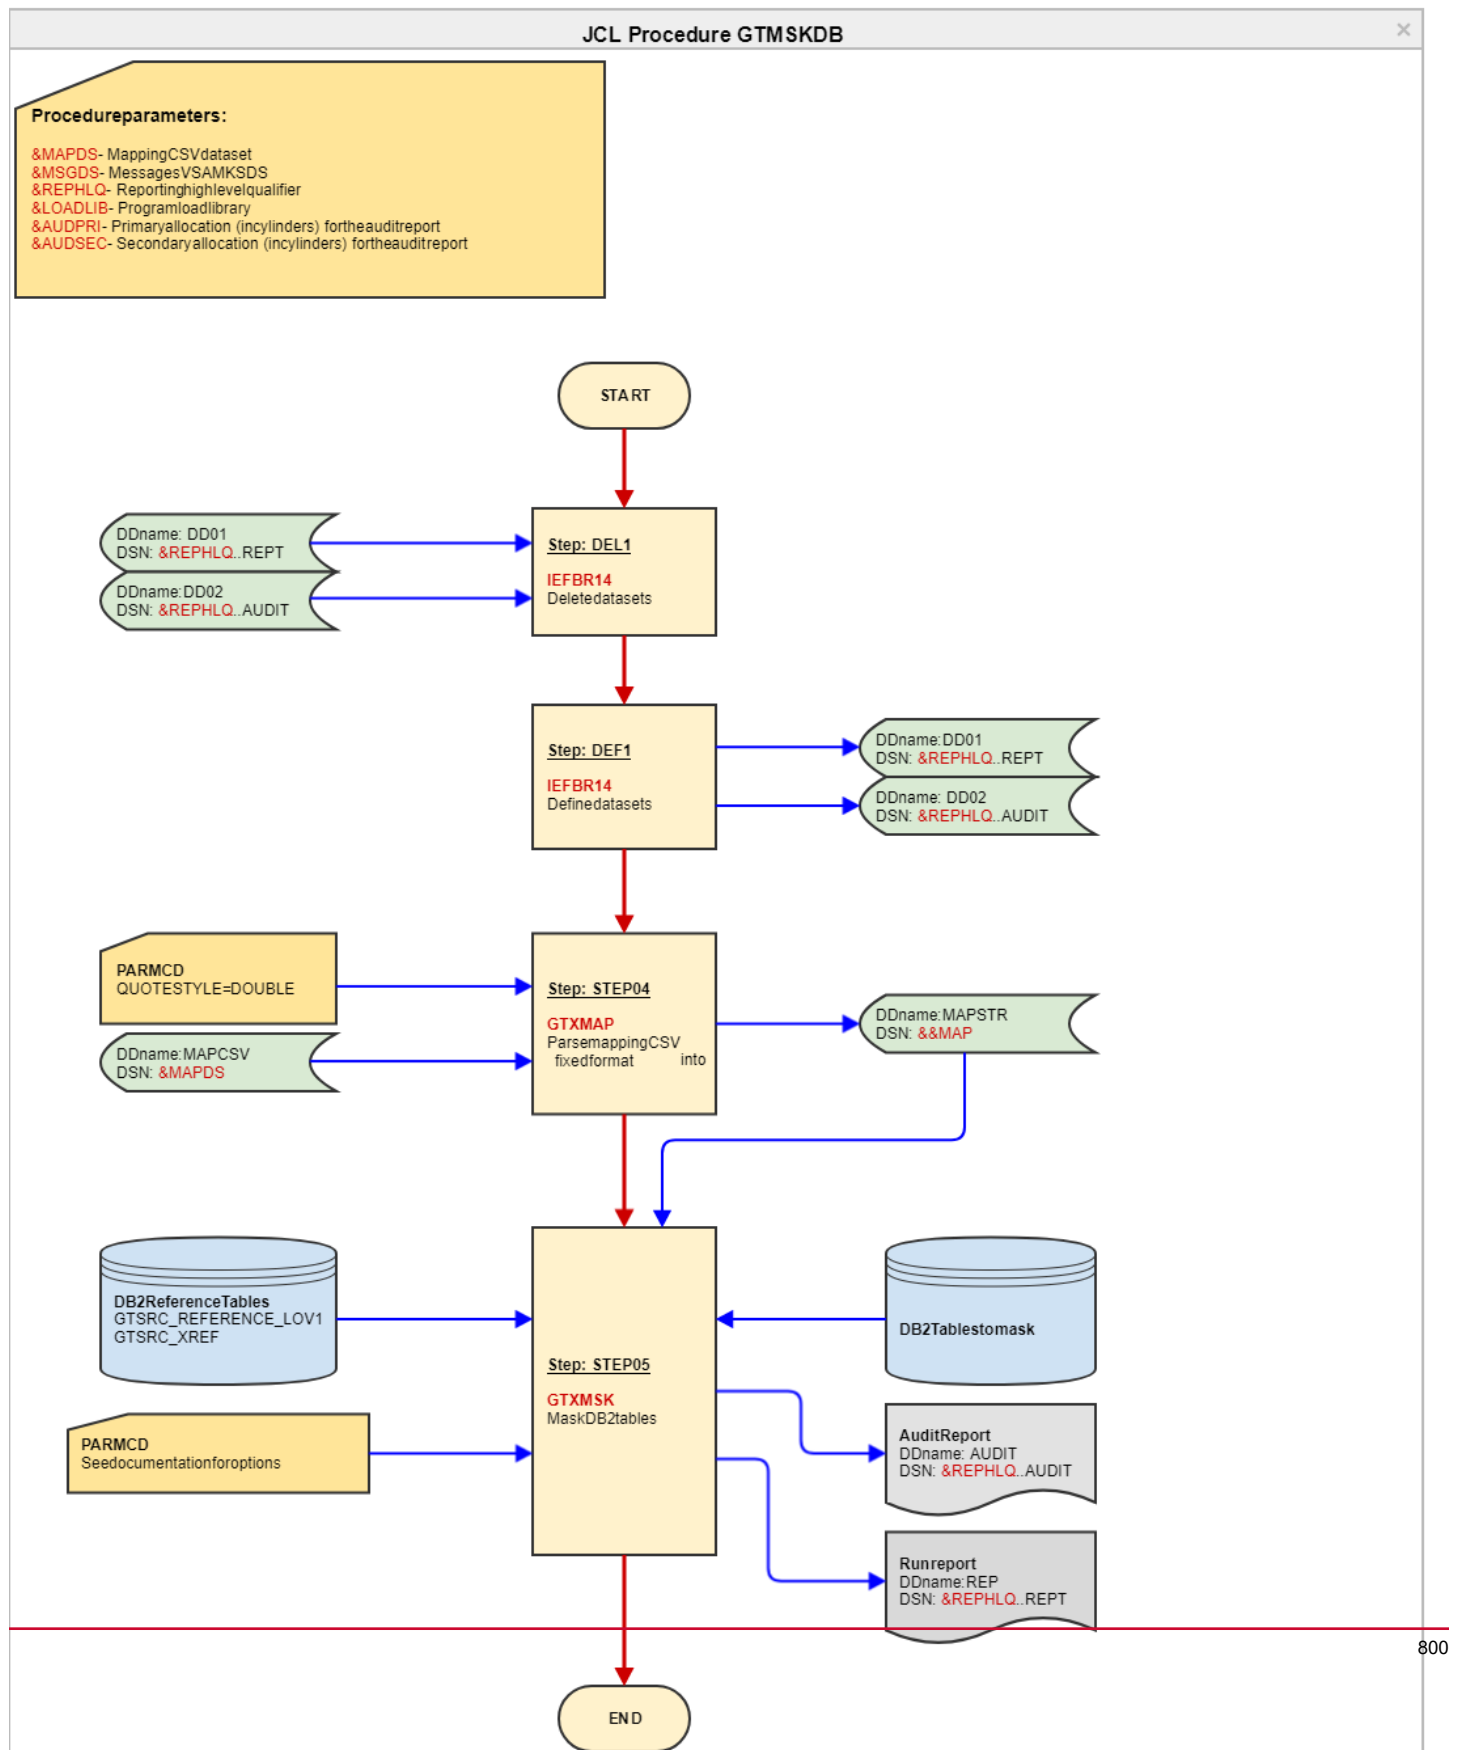 JCL Procedure GTMSKDB
×
Procedureparameters:
&MAPDS- MappingCSVdataset
&MSGDS- MessagesVSAMKSDS
&REPHLQ- Reportinghighlevelqualifier
&LOADLIB- Programloadlibrary
&AUDPRI- Primaryallocation (incylinders) fortheauditreport
&AUDSEC- Secondaryallocation (incylinders) fortheauditreport
START
DDname: DD01
DSN: &REPHLQ..REPT
DDname:DD02
DSN: &REPHLQ..AUDIT
Step: DEL1
IEFBR14
Deletedatasets
Step: DEF1
IEFBR14
Definedatasets
DDname:DD01
DSN: &REPHLQ..REPT
DDname: DD02
DSN: &REPHLQ..AUDIT
PARMCD
QUOTESTYLE=DOUBLE
DDname:MAPCSV
DSN: &MAPDS
Step: STEP04
GTXMAP
ParsemappingCSV
fixedformat into
DDname:MAPSTR
DSN: &&MAP
DB2ReferenceTables
GTSRC_REFERENCE_LOV1
GTSRC_XREF
PARMCD
Seedocumentationforoptions
Step: STEP05
GTXMSK
MaskDB2tables
DB2Tablestomask
AuditReport
DDname: AUDIT
DSN: &REPHLQ..AUDIT
Runreport
DDname:REP
DSN: &REPHLQ..REPT
800
END